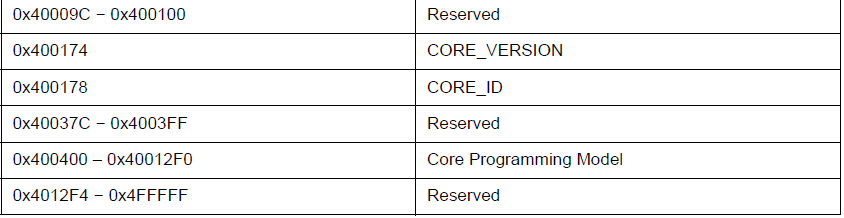 0x40009C − 0x400100 Reserved
0x400174 CORE_VERSION
0x400178 CORE_ID
0x40037C − 0x4003FF Reserved
0x400400 – 0x40012F0 Core Programming Model
0x4012F4 − 0x4FFFFF Reserved